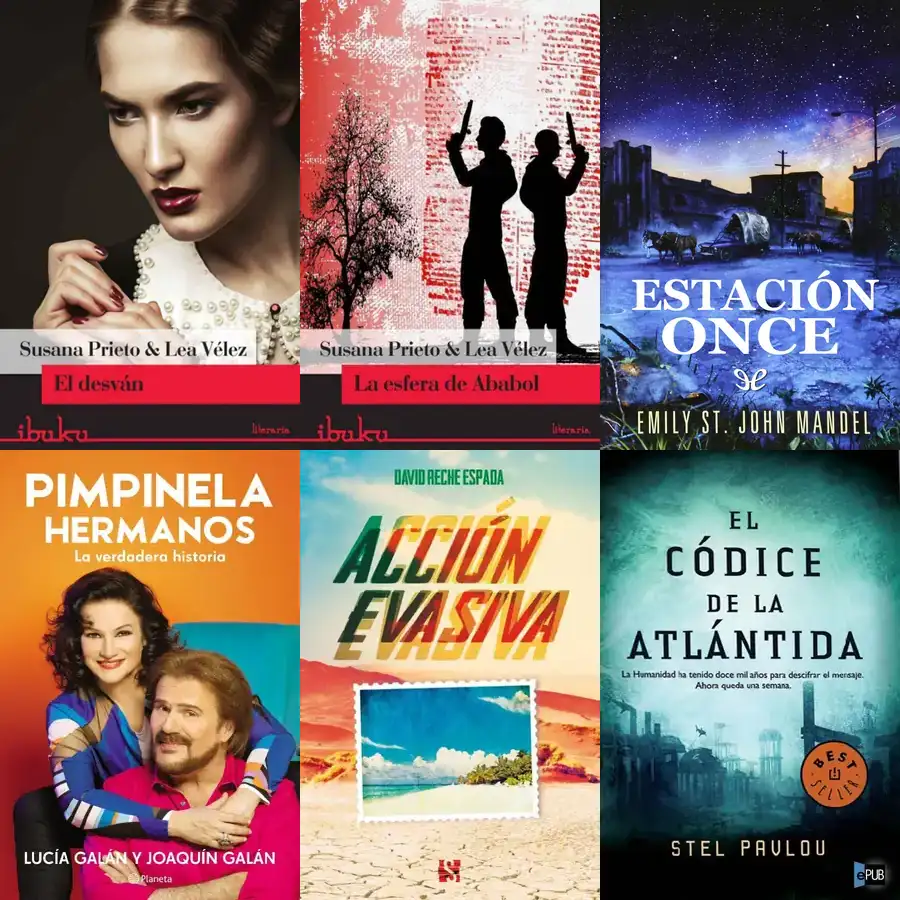 Susana Prieto & Lea Vélez
El desván
ibuku
literaria
Susana Prieto & Lea Vélez
La esfera de Ababol
ibuku
literaria
ESTACIÓN
ONCE
EMILY ST. JOHN MANDEL
PIMPINELA
HERMANOS
La verdadera historia
LUCÍA GALÁN Y JOAQUÍN GALÁN
Planeta
DAVID RECHE ESPADA
ACCIÓN
EVASIVA
EL
CÓDICE
DE LA
ATLÁNTIDA
La Humanidad ha tenido doce mil años para descifrar el mensaje.
Ahora queda una semana.
BEST
SELLER
STEL PAVLOU
ePUB